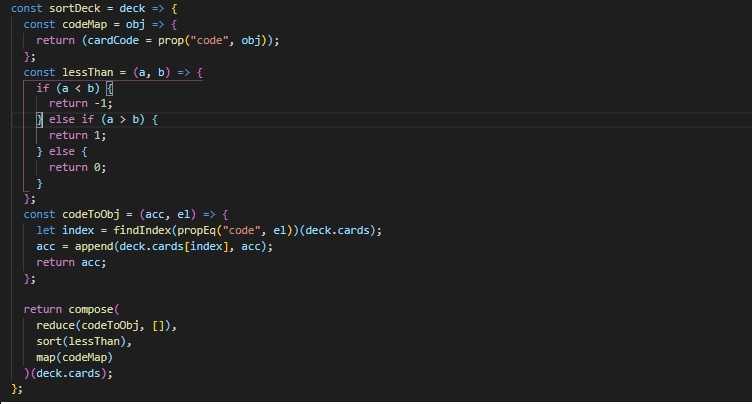 const sortDeck = deck => {
  const codeMap = obj => {
    return (cardCode = prop("code", obj));
  };
  const lessThan = (a, b) => {
    if (a < b) {
      return -1;
    } else if (a > b) {
      return 1;
    } else {
      return 0;
    }
  };
  const codeToObj = (acc, el) => {
    let index = findIndex(propEq("code", el))(deck.cards);
    acc = append(deck.cards[index], acc);
    return acc;
  };

  return compose(
    reduce(codeToObj, []),
    sort(lessThan),
    map(codeMap)
  )(deck.cards);
};